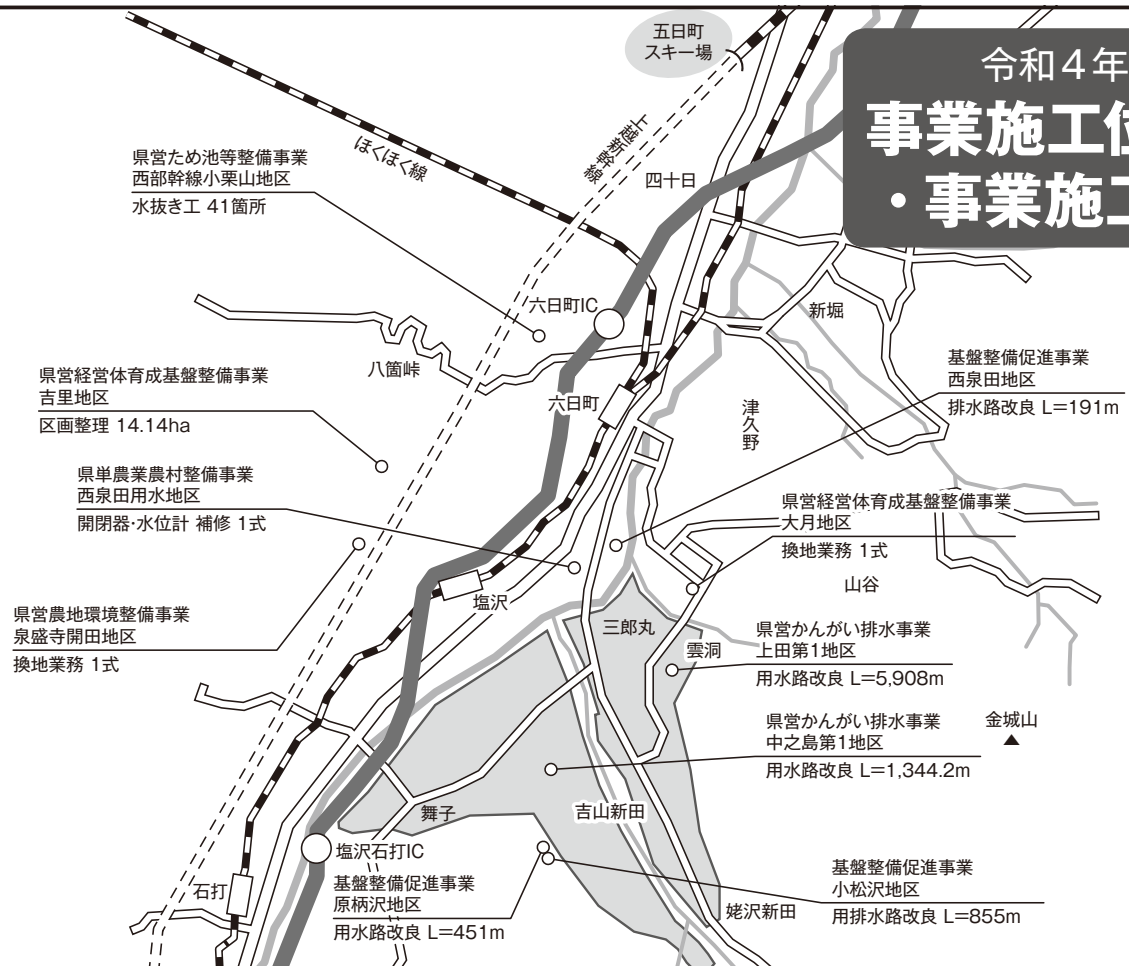 五日町
スキー場
令和4年
事業施工位
・事業施工
ほくほく線
上越新幹線
県営ため池等整備事業
西部幹線小栗山地区
水抜き工 41箇所
四十日
六日町IC
新堀
八箇峠
県営経営体育成基盤整備事業
吉里地区
区画整理 14.14ha
六日町
津久野
基盤整備促進事業
西泉田地区
排水路改良 L=191m
県単農業農村整備事業
西泉田用水地区
開閉器・水位計 補修 1式
県営経営体育成基盤整備事業
大月地区
換地業務 1式
山谷
塩沢
県営農地環境整備事業
泉盛寺開田地区
換地業務 1式
三郎丸
雲洞
県営かんがい排水事業
上田第1地区
用水路改良 L=5,908m
県営かんがい排水事業
中之島第1地区
用水路改良 L=1,344.2m
金城山
▲
舞子
吉山新田
塩沢石打IC
石打
基盤整備促進事業
原柄沢地区
用水路改良 L=451m
基盤整備促進事業
小松沢地区
用排水路改良 L=855m
姥沢新田